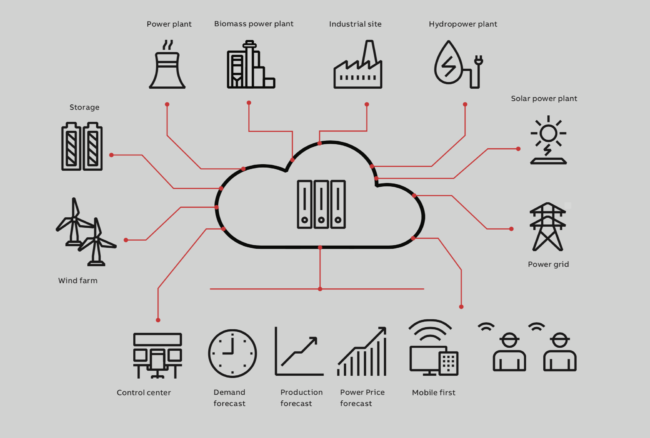 Power plant
Biomass power plant
Industrial site
Hydropower plant
Solar power plant
Storage
Power grid
Wind farm
Control center
Demand
forecast
Production
forecast
Power Price
forecast
Mobile first